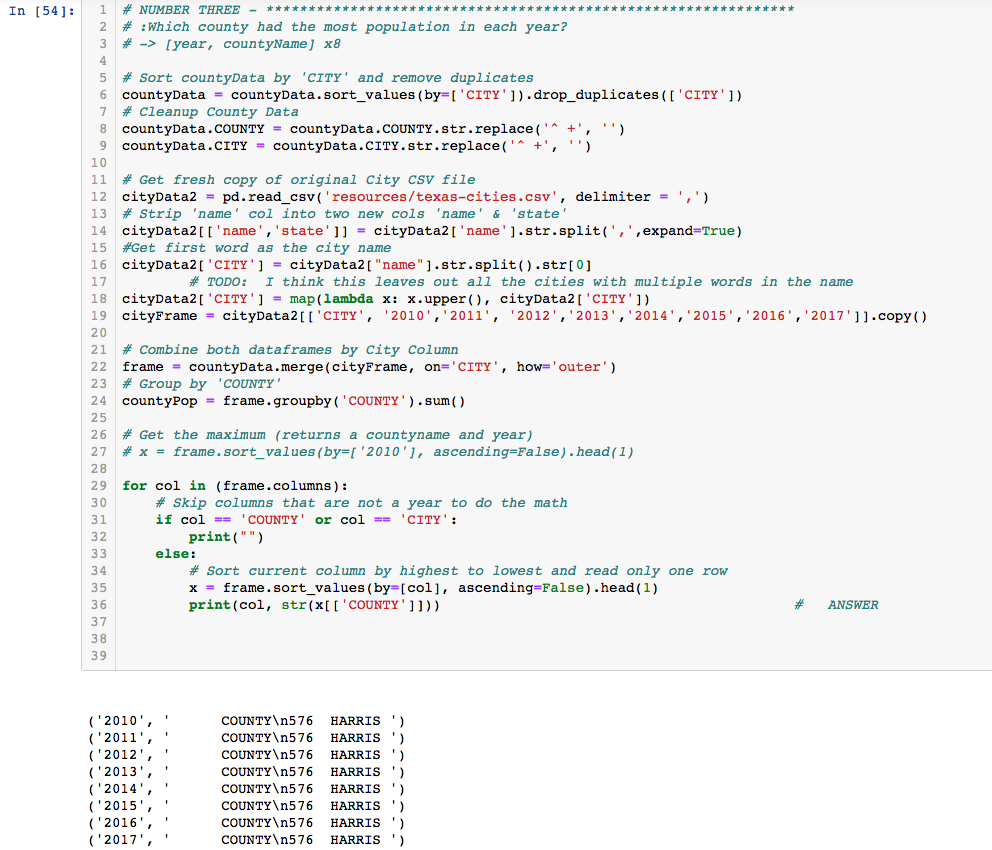 In [54]:
1 # NUMBER THREE - ***************************************************************
2 # :Which county had the most population in each year?
3 # -> [year, countyName] x8
4
5 # Sort countyData by 'CITY' and remove duplicates
6 countyData = countyData.sort_values(by=['CITY']).drop_duplicates(['CITY'])
7 # Cleanup County Data
8 countyData.COUNTY = countyData.COUNTY.str.replace('^ +', '')
9 countyData.CITY = countyData.CITY.str.replace('^ +', '')
10
11 # Get fresh copy of original City CSV file
12 cityData2 = pd.read_csv('resources/texas-cities.csv', delimiter = ',')
13 # Strip 'name' col into two new cols 'name' & 'state'
14 cityData2[['name','state']] = cityData2['name'].str.split(',',expand=True)
15 #Get first word as the city name
16 cityData2['CITY'] = cityData2["name"].str.split().str[0]
17         # TODO:  I think this leaves out all the cities with multiple words in the name
18 cityData2['CITY'] = map(lambda x: x.upper(), cityData2['CITY'])
19 cityFrame = cityData2[['CITY', '2010','2011', '2012','2013','2014','2015','2016','2017']].copy()
20
21 # Combine both dataframes by City Column
22 frame = countyData.merge(cityFrame, on='CITY', how='outer')
23 # Group by 'COUNTY'
24 countyPop = frame.groupby('COUNTY').sum()
25
26 # Get the maximum (returns a countyname and year)
27 # x = frame.sort_values(by=['2010'], ascending=False).head(1)
28
29 for col in (frame.columns):
30     # Skip columns that are not a year to do the math
31     if col == 'COUNTY' or col == 'CITY':
32         print("")
33     else:
34         # Sort current column by highest to lowest and read only one row
35         x = frame.sort_values(by=[col], ascending=False).head(1)
36         print(col, str(x[['COUNTY']]))                                           #   ANSWER
37
38
39
('2010', '      COUNTY\n576  HARRIS ')
('2011', '      COUNTY\n576  HARRIS ')
('2012', '      COUNTY\n576  HARRIS ')
('2013', '      COUNTY\n576  HARRIS ')
('2014', '      COUNTY\n576  HARRIS ')
('2015', '      COUNTY\n576  HARRIS ')
('2016', '      COUNTY\n576  HARRIS ')
('2017', '      COUNTY\n576  HARRIS ')